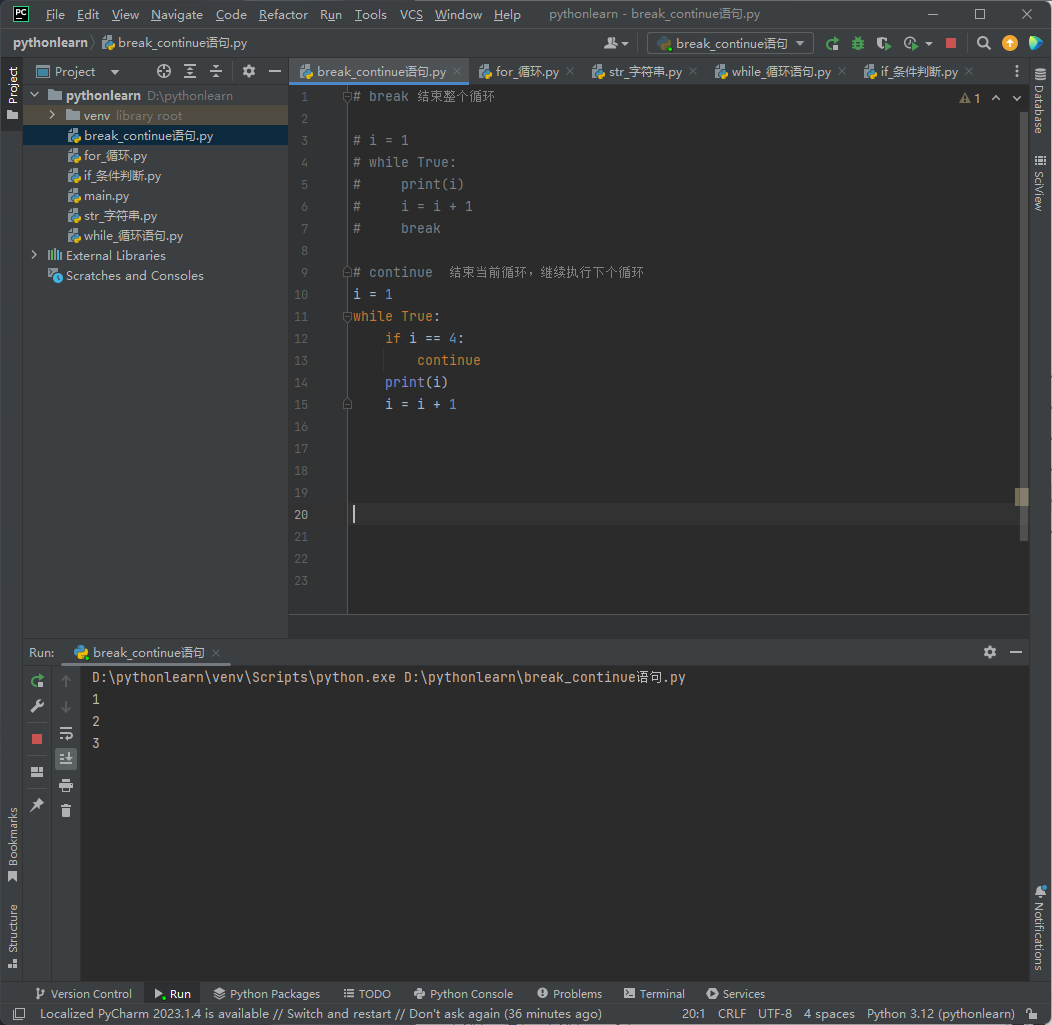 PC File Edit View Navigate Code Refactor Run Tools VCS Window Help pythonlearn - break_continue语句.py
pythonlearn break_continue语句.py break_continue语句
Project
Project
break_continue语句.py for_循环.py str_字符串.py while_循环语句.py if_条件判断.py
pythonlearn D:\pythonlearn
venv library root
break_continue语句.py
for_循环.py
if_条件判断.py
main.py
str_字符串.py
while_循环语句.py
External Libraries
Scratches and Consoles
1 # break 结束整个循环
2
3 # i = 1
4 # while True:
5 #     print(i)
6 #     i = i + 1
7 #     break
8
9 # continue  结束当前循环，继续执行下个循环
10 i = 1
11 while True:
12     if i == 4:
13         continue
14     print(i)
15     i = i + 1
16
17
18
19
20
21
22
23
1
Database
SciView
Notifications
Run: break_continue语句
D:\pythonlearn\venv\Scripts\python.exe D:\pythonlearn\break_continue语句.py
1
2
3
Bookmarks
Structure
Version Control Run Python Packages TODO Python Console Problems Terminal Services
Localized PyCharm 2023.1.4 is available // Switch and restart // Don't ask again (36 minutes ago) 20:1 CRLF UTF-8 4 spaces Python 3.12 (pythonlearn)